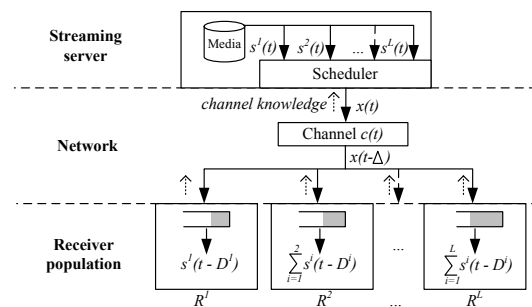 Streaming server
Media
s¹(t) s²(t) ... sᴸ(t)
Scheduler
channel knowledge
x(t)
Network
Channel c(t)
x(t-Δ)
Receiver population
s¹(t - D¹)
∑²ᵢ₌₁ sⁱ(t - Dⁱ)
...
∑ᴸᵢ₌₁ sⁱ(t - Dⁱ)
R¹ R² ... Rᴸ